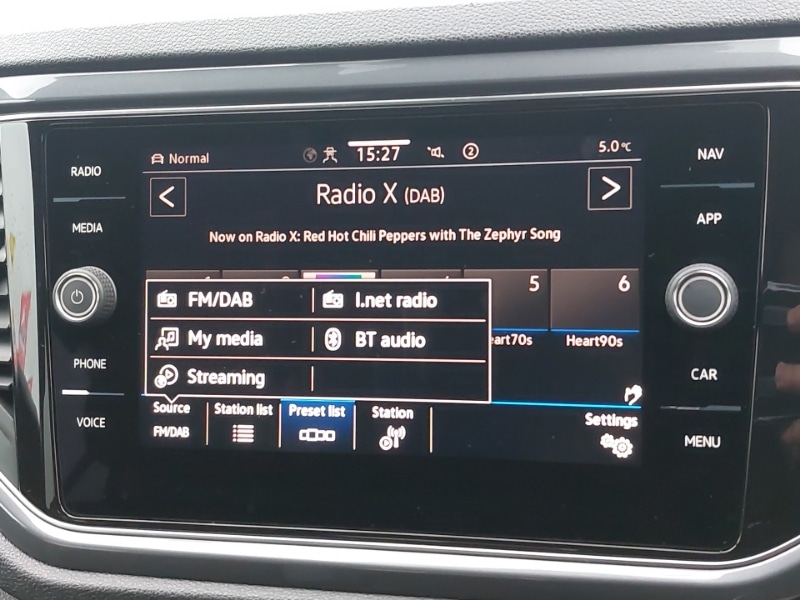 RADIO
MEDIA
PHONE
VOICE
Normal
15:27
2
5.0°C
Radio X (DAB)
Now on Radio X: Red Hot Chili Peppers with The Zephyr Song
5
6
FM/DAB
I.net radio
My media
BT audio
Streaming
eart70s
Heart90s
Source
FM/DAB
Station list
Preset list
Station
Settings
NAV
APP
CAR
MENU